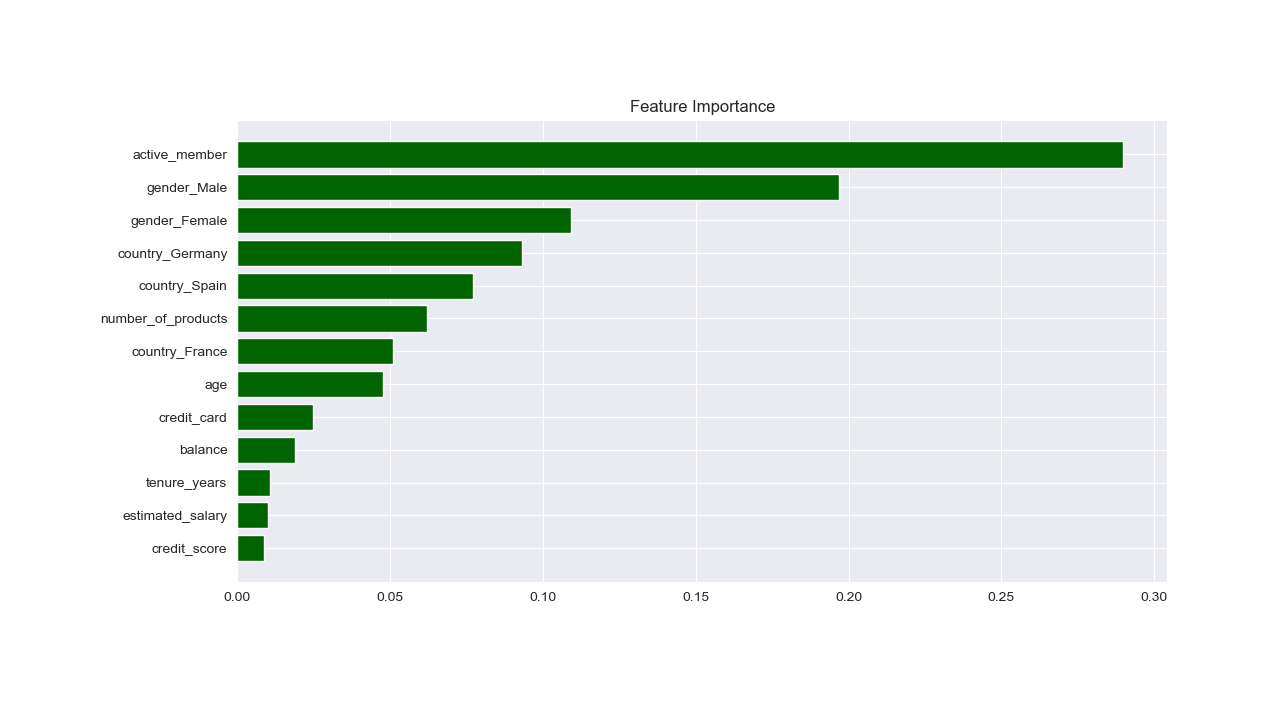 Feature Importance
active_member
gender_Male
gender_Female
country_Germany
country_Spain
number_of_products
country_France
age
credit_card
balance
tenure_years
estimated_salary
credit_score
0.00 0.05 0.10 0.15 0.20 0.25 0.30